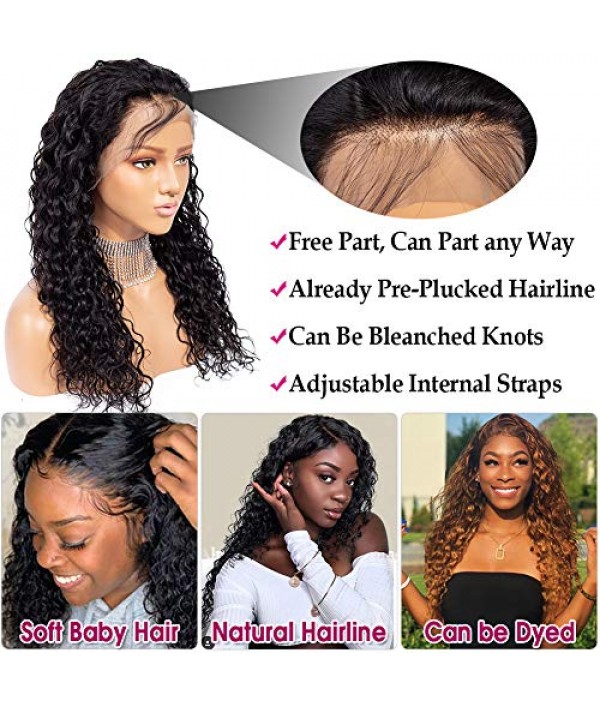 ✓Free Part, Can Part any Way
✓Already Pre-Plucked Hairline
✓Can Be Bleanched Knots
✓Adjustable Internal Straps
Soft Baby Hair
Natural Hairline
Can be Dyed